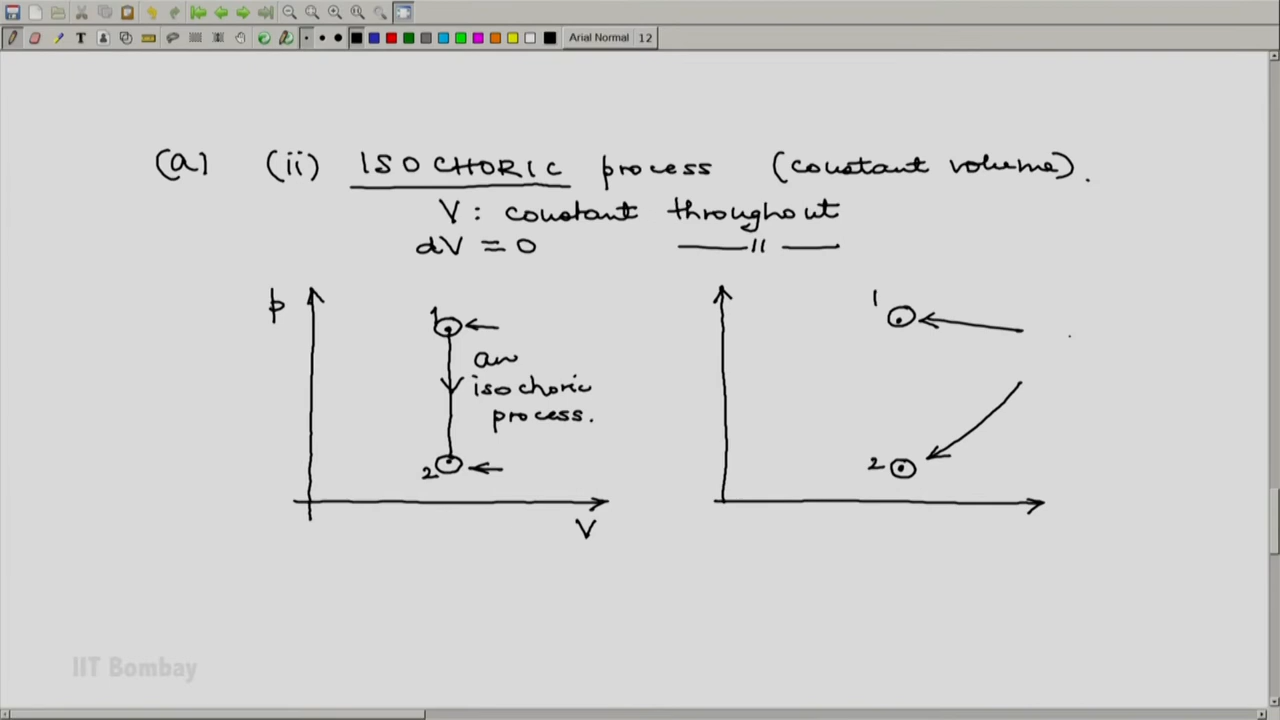 Arial Normal 12
(a) (ii) ISOCHORIC process (constant volume).
V : constant throughout
dV = 0 —— 11 ——
p
1
an
isochoric
process.
2
V
1
2
IIT Bombay